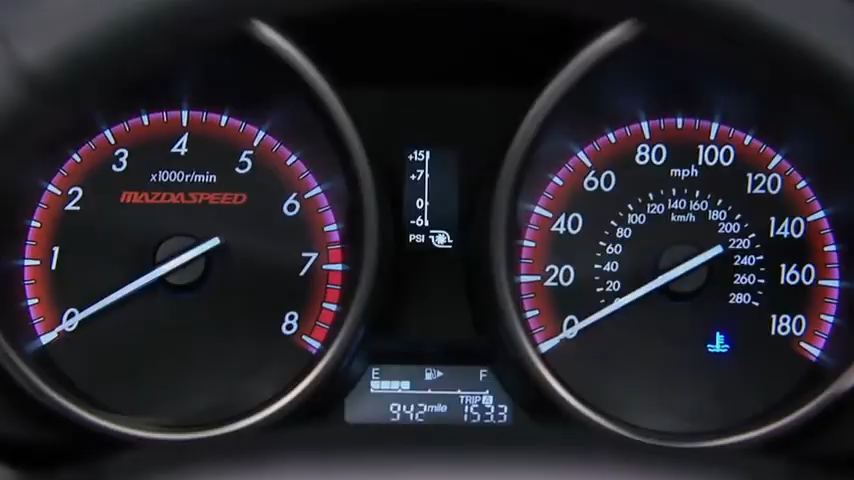 0 1 2 3 4 5 6 7 8
x1000r/min
MAZDASPEED
+15
+7
0
-6
PSI
0 20 40 60 80 100 120 140 160 180
mph
20 40 60 80 100 120 140 160 180 200 220 240 260 280
km/h
E F
TRIP A
942 mile 153.3